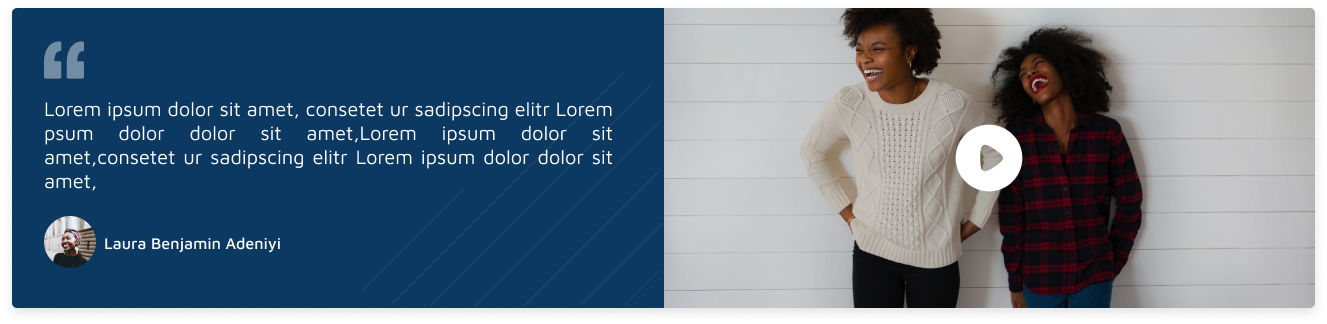 Lorem ipsum dolor sit amet, consetet ur sadipscing elitr Lorem
psum dolor dolor sit amet,Lorem ipsum dolor sit
amet,consetet ur sadipscing elitr Lorem ipsum dolor dolor sit
amet,
Laura Benjamin Adeniyi